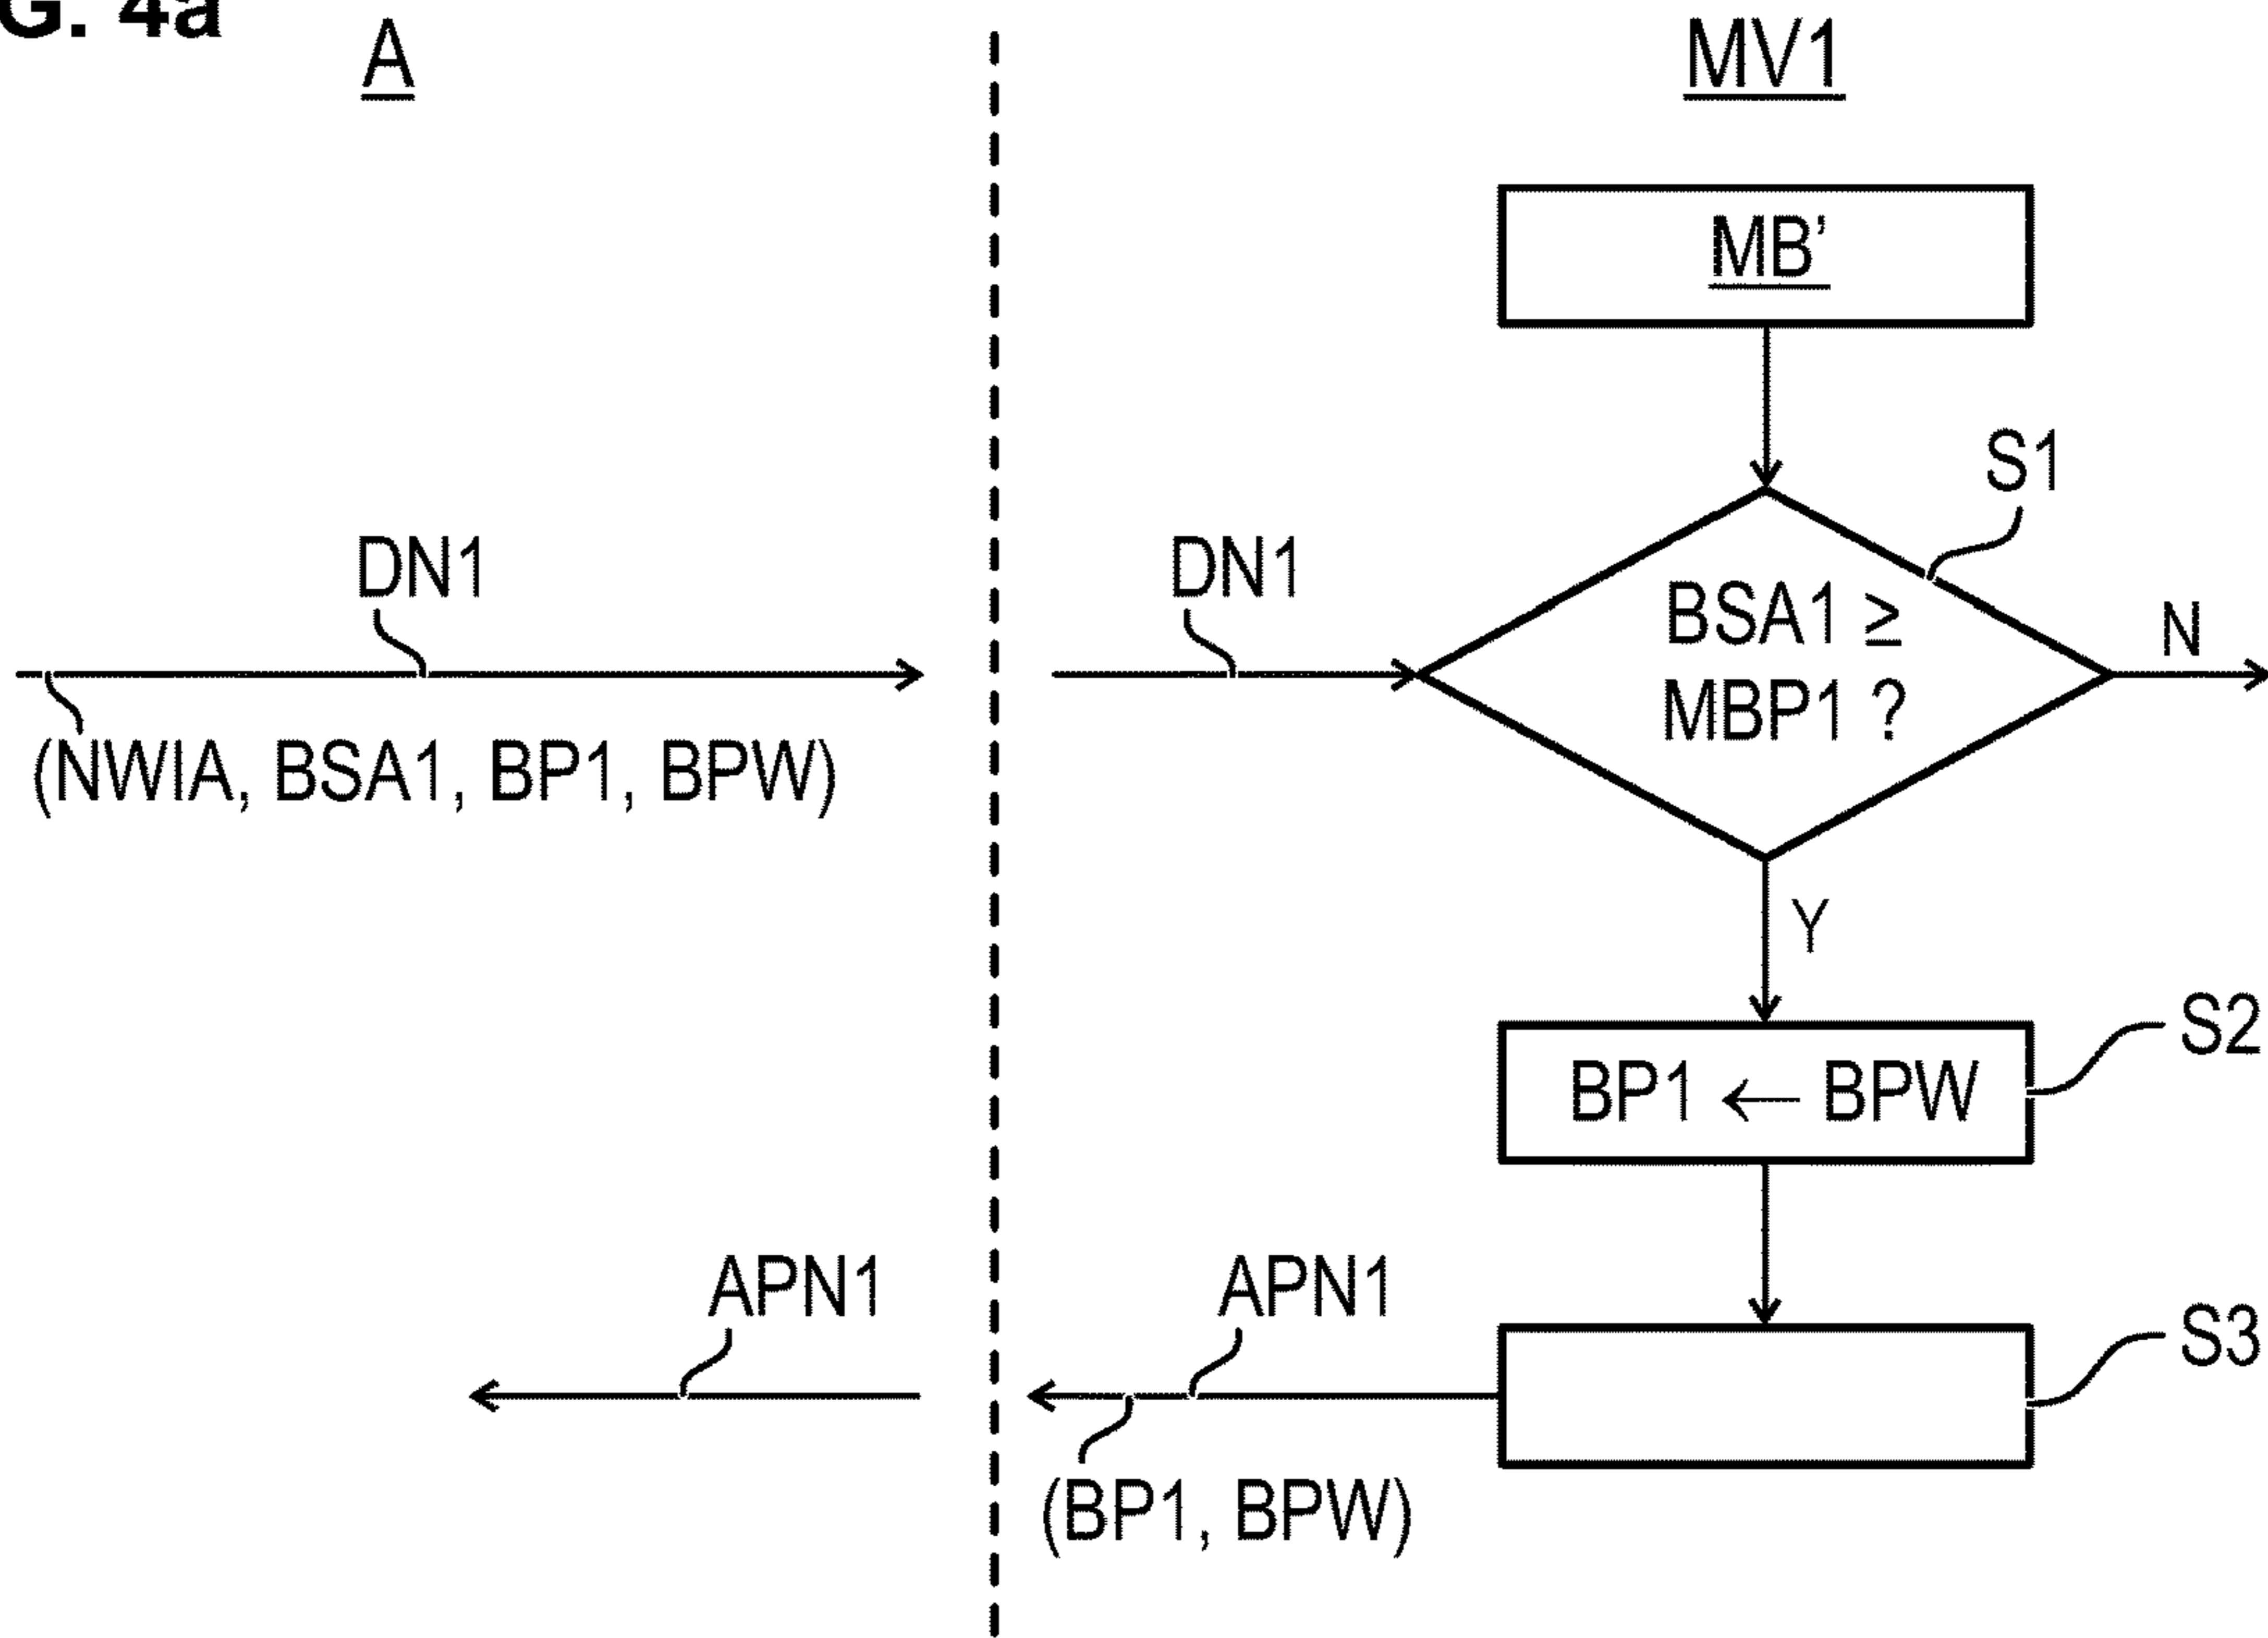 G. 4a
A
MV1
MB’
S1
DN1
DN1
BSA1 ≥
MBP1 ?
N
(NWIA, BSA1, BP1, BPW)
Y
S2
BP1 ← BPW
APN1
APN1
S3
(BP1, BPW)